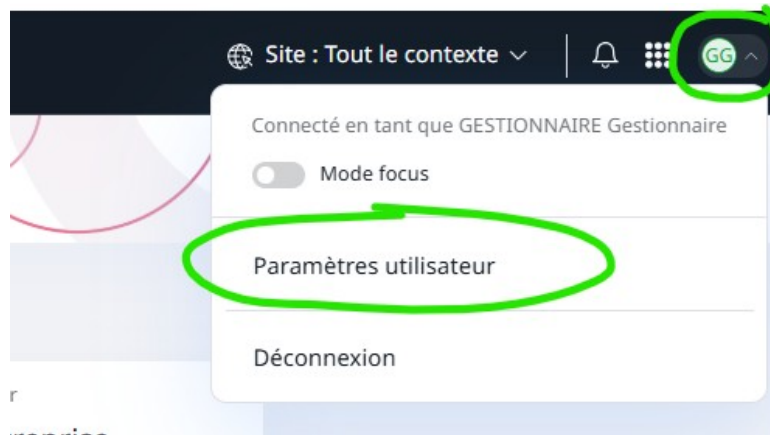 Site : Tout le contexte
GG
Connecté en tant que GESTIONNAIRE Gestionnaire
Mode focus
Paramètres utilisateur
Déconnexion
r